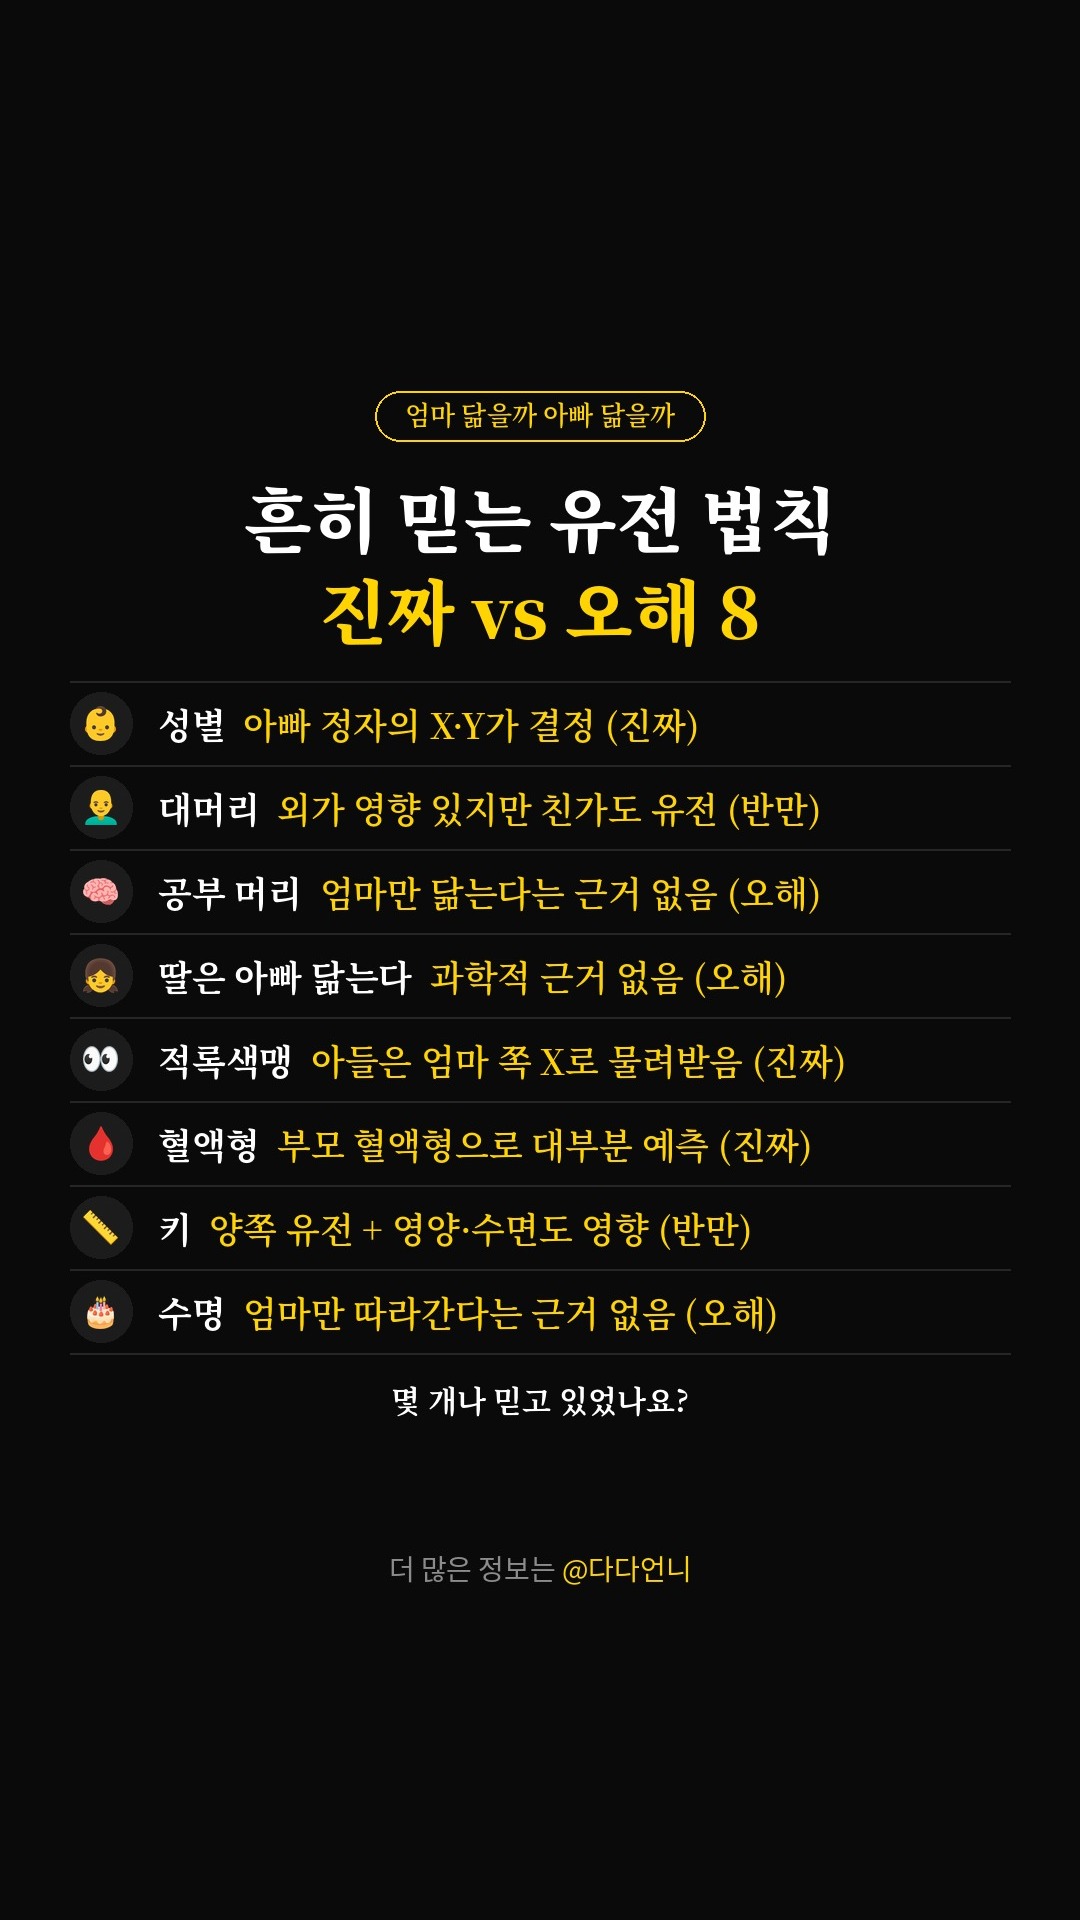 엄마 닮을까 아빠 닮을까
흔히 믿는 유전 법칙
진짜 vs 오해 8
성별 아빠 정자의 X·Y가 결정 (진짜)
대머리 외가 영향 있지만 친가도 유전 (반만)
공부 머리 엄마만 닮는다는 근거 없음 (오해)
딸은 아빠 닮는다 과학적 근거 없음 (오해)
적록색맹 아들은 엄마 쪽 X로 물려받음 (진짜)
혈액형 부모 혈액형으로 대부분 예측 (진짜)
키 양쪽 유전 + 영양·수면도 영향 (반만)
수명 엄마만 따라간다는 근거 없음 (오해)
몇 개나 믿고 있었나요?
더 많은 정보는 @다다언니